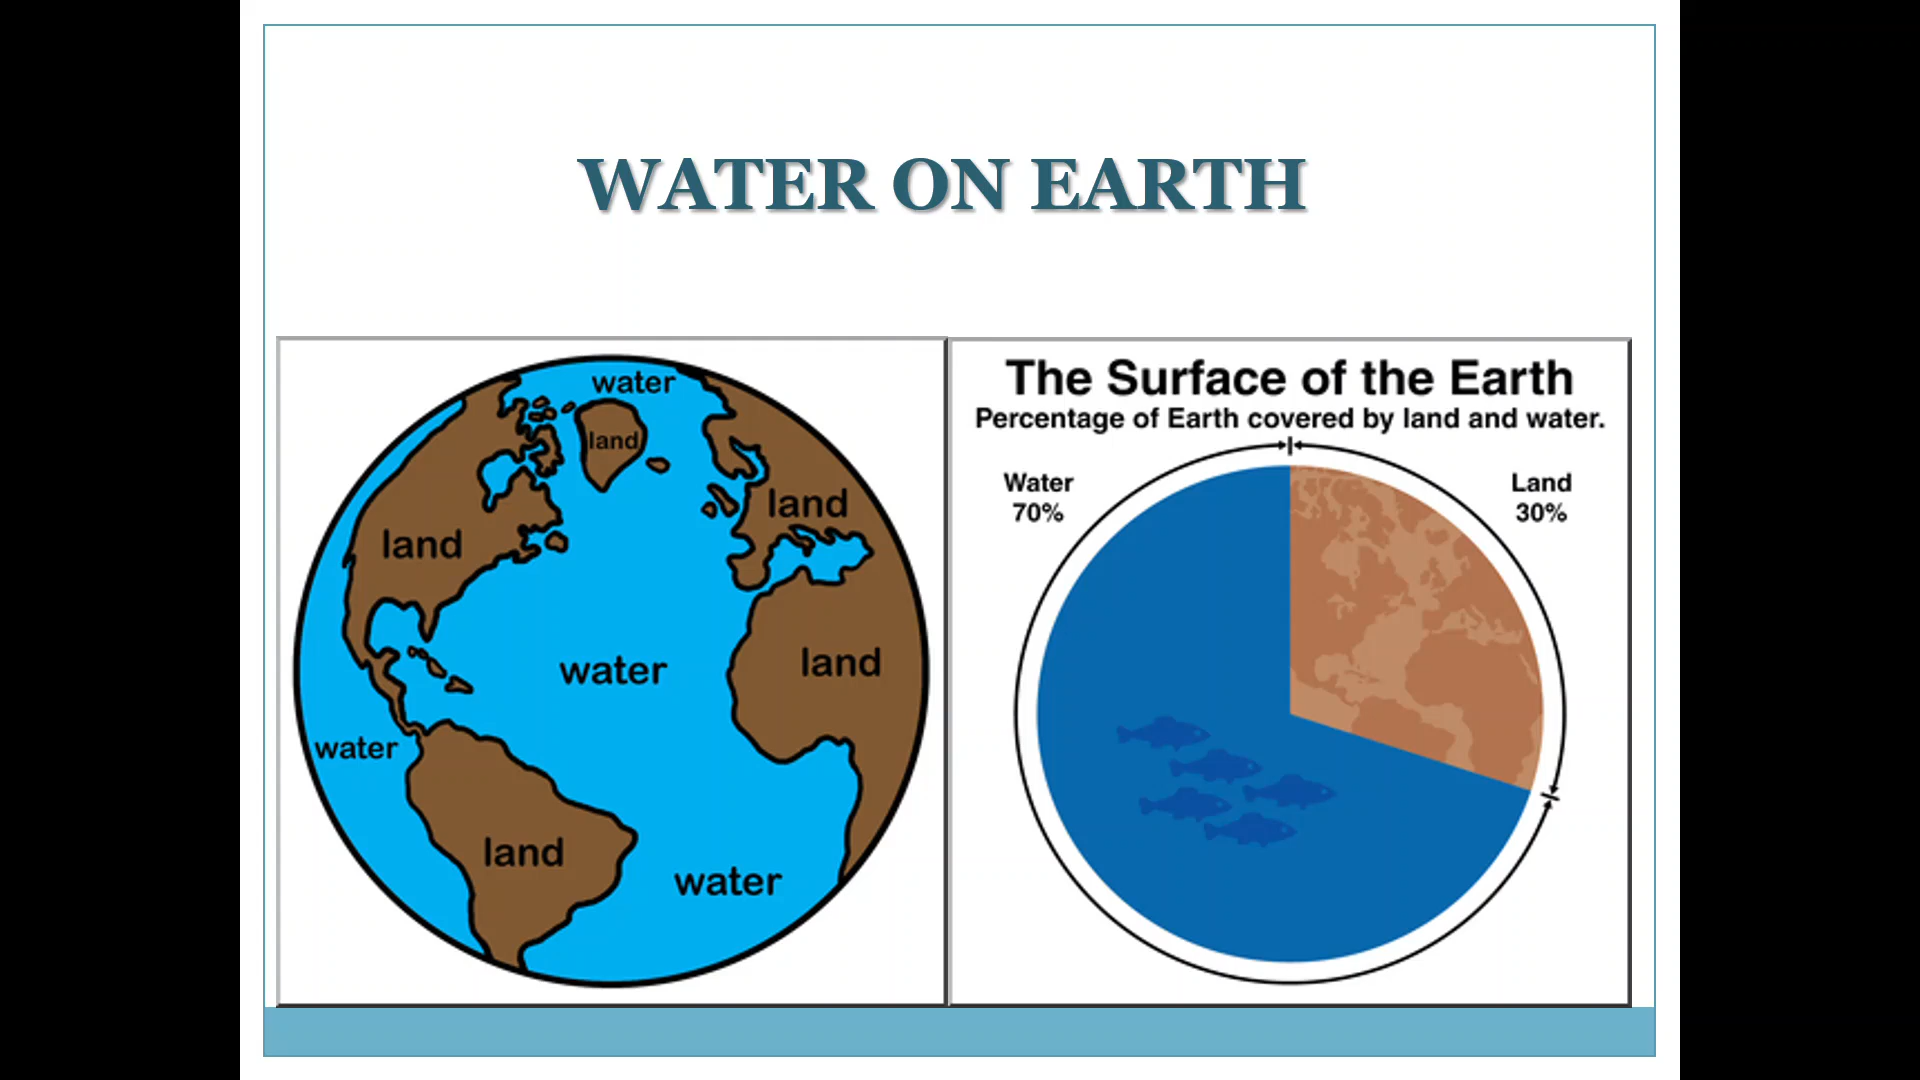 WATER ON EARTH
water
land
land
land
water
land
water
land
water
The Surface of the Earth
Percentage of Earth covered by land and water.
Water
70%
Land
30%